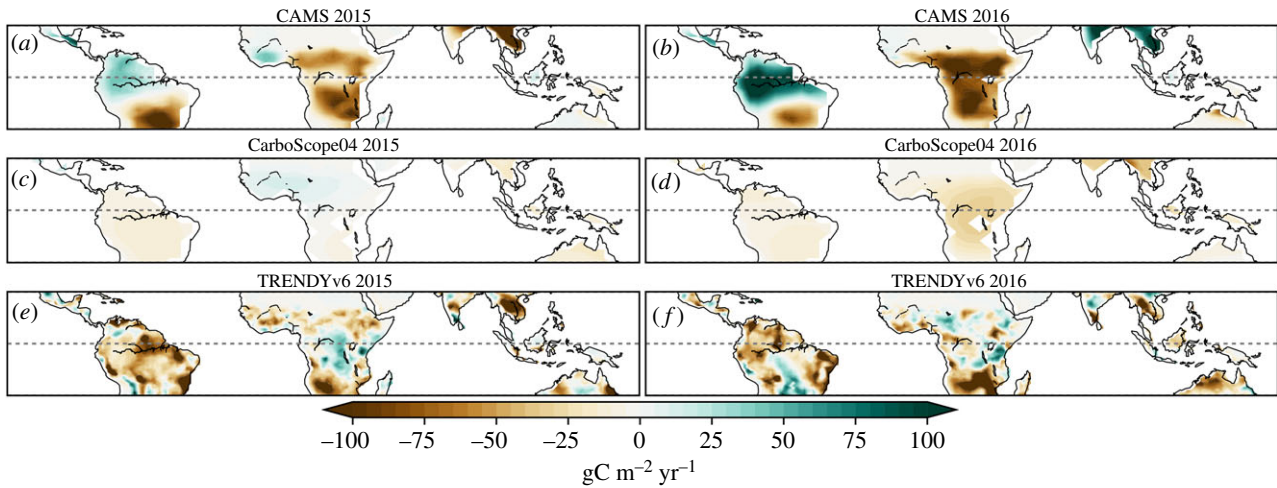 CAMS 2015
CAMS 2016
(a)
(b)
CarboScope04 2015
CarboScope04 2016
(c)
(d)
TRENDYv6 2015
TRENDYv6 2016
(e)
(f)
−100 −75 −50 −25 0 25 50 75 100
gC m⁻² yr⁻¹